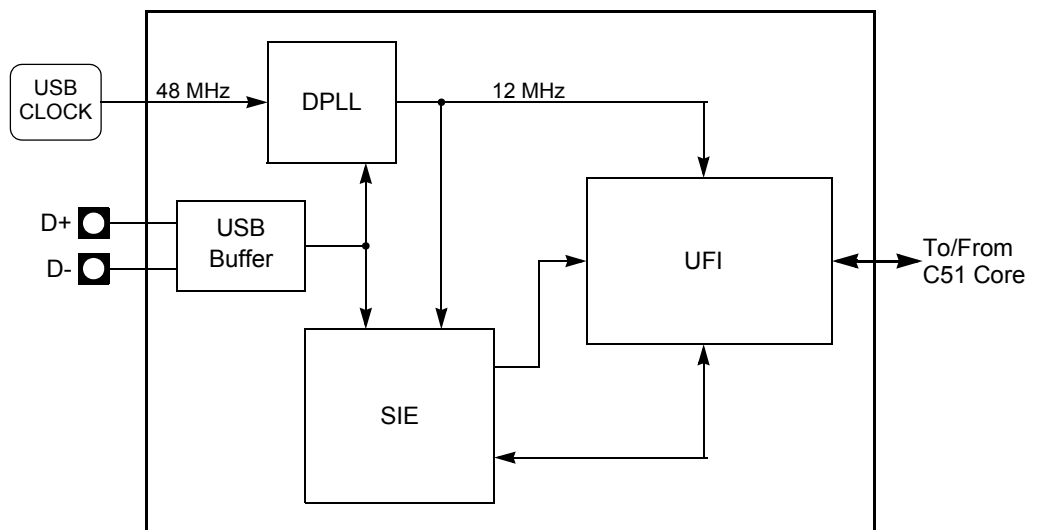 USB
CLOCK
48 MHz
DPLL
12 MHz
D+
D-
USB
Buffer
UFI
To/From
C51 Core
SIE